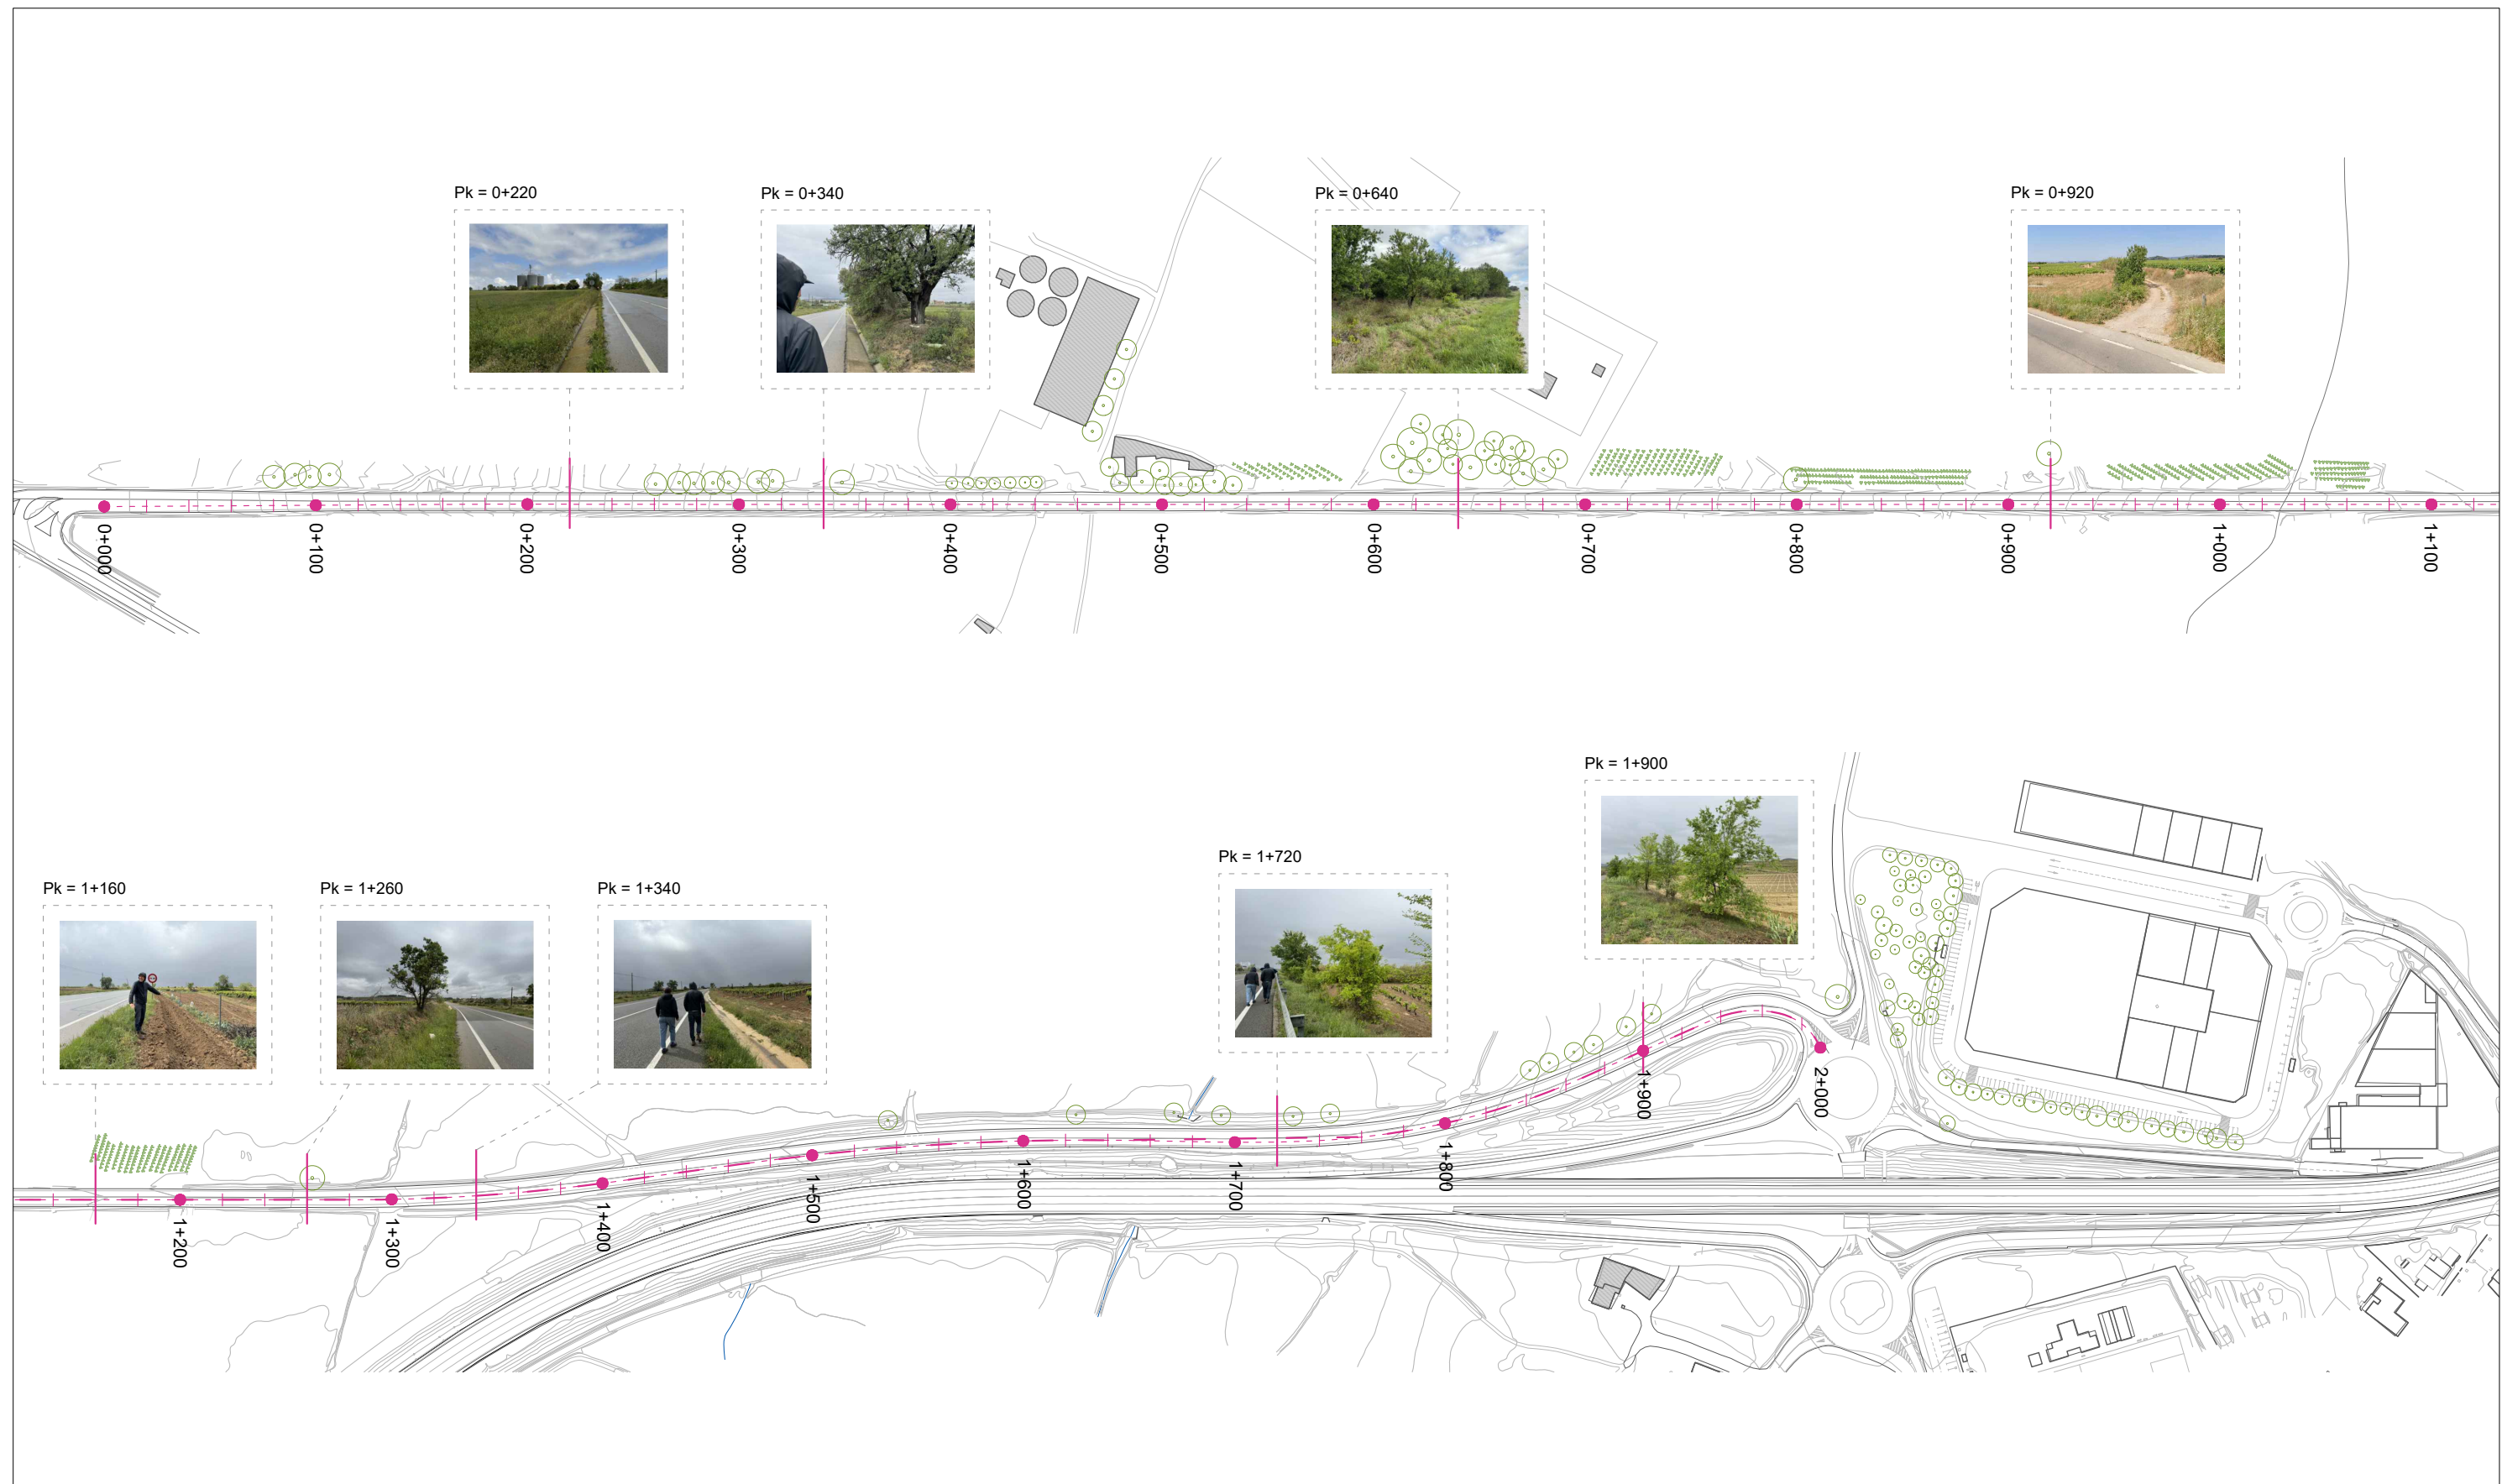 Pk = 0+220
Pk = 0+340
Pk = 0+640
Pk = 0+920
0+000
0+100
0+200
0+300
0+400
0+500
0+600
0+700
0+800
0+900
1+000
1+100
Pk = 1+900
Pk = 1+720
Pk = 1+160
Pk = 1+260
Pk = 1+340
1+200
1+300
1+400
1+500
1+600
1+700
1+800
1+900
2+000